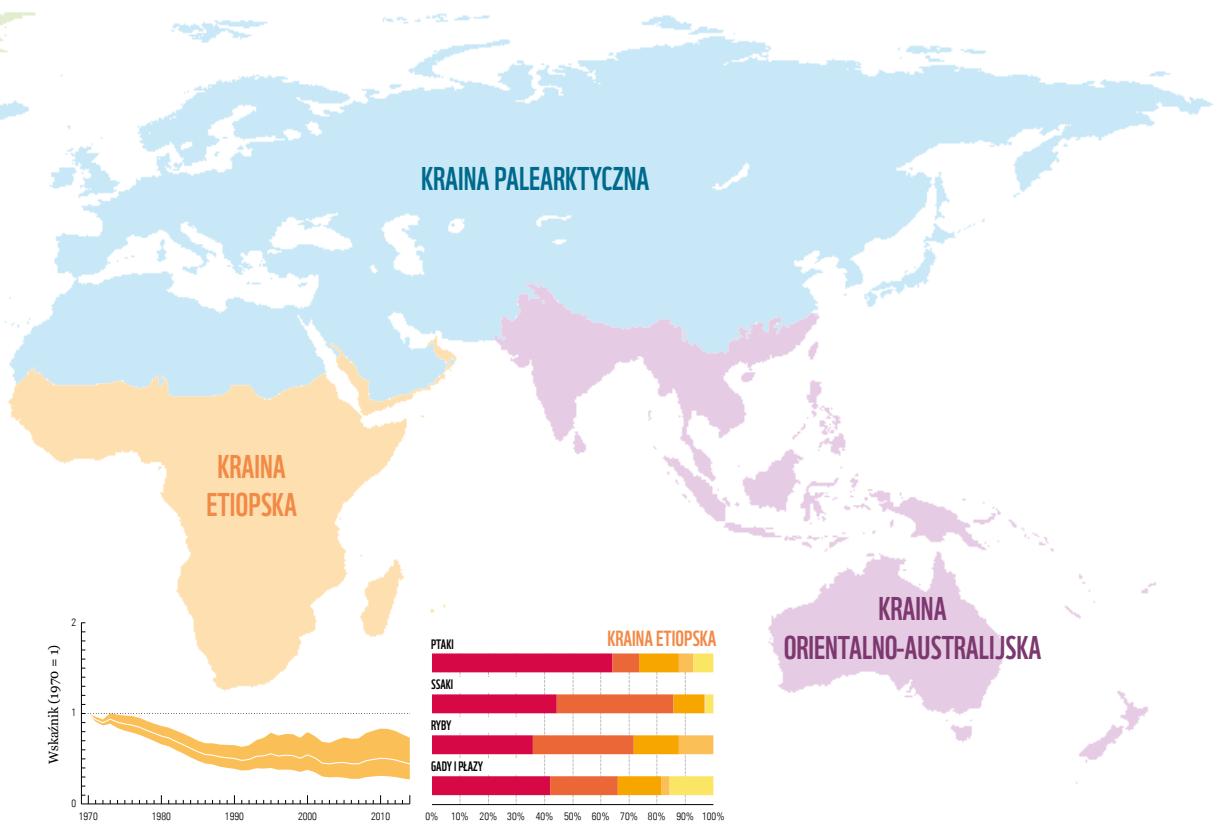 KRAINA PALEARKTYCZNA
KRAINA
ETIOPSKA
KRAINA
ORIENTALNO-AUSTRALIJSKA
Wskaźnik (1970 = 1)
2
1
0
1970 1980 1990 2000 2010
KRAINA ETIOPSKA
PTAKI
SSAKI
RYBY
GADY I PŁAZY
0% 10% 20% 30% 40% 50% 60% 70% 80% 90% 100%